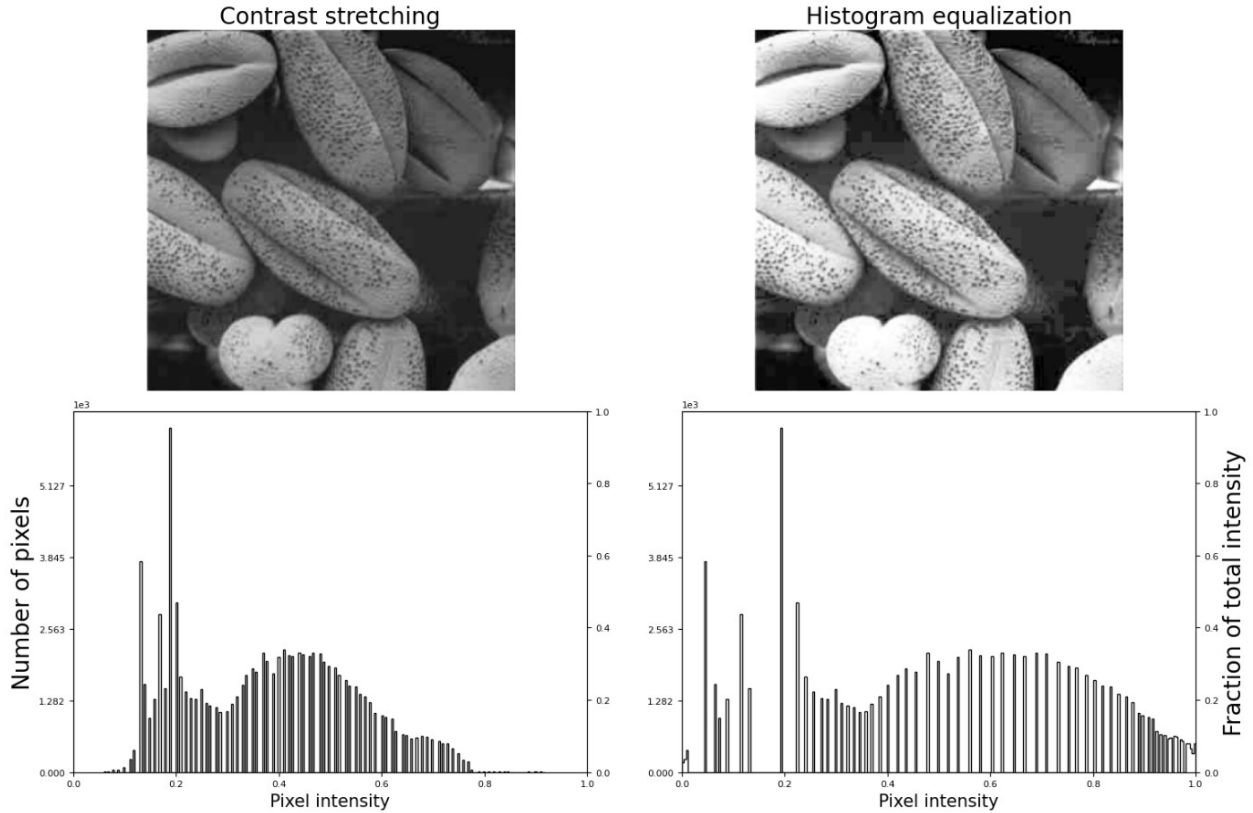 Contrast stretching
Histogram equalization
1e3
5.127
3.845
2.563
1.282
0.000
Number of pixels
1.0
0.8
0.6
0.4
0.2
0.0
0.0 0.2 0.4 0.6 0.8 1.0
Pixel intensity
1e3
5.127
3.845
2.563
1.282
0.000
1.0
0.8
0.6
0.4
0.2
0.0
Fraction of total intensity
0.0 0.2 0.4 0.6 0.8 1.0
Pixel intensity